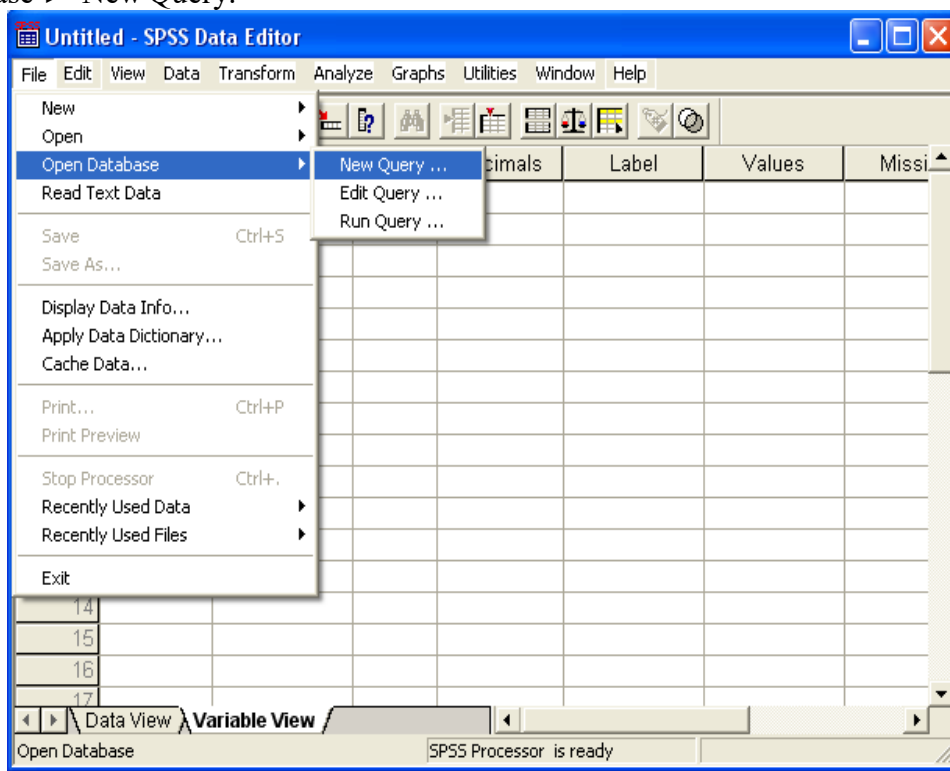 New Query.
Untitled - SPSS Data Editor
File Edit View Data Transform Analyze Graphs Utilities Window Help
New
Open
Open Database
Read Text Data
Save Ctrl+S
Save As...
Display Data Info...
Apply Data Dictionary...
Cache Data...
Print... Ctrl+P
Print Preview
Stop Processor Ctrl+.
Recently Used Data
Recently Used Files
Exit
New Query ...
Edit Query ...
Run Query ...
Label Values
14
15
16
17
Data View Variable View
Open Database SPSS Processor is ready